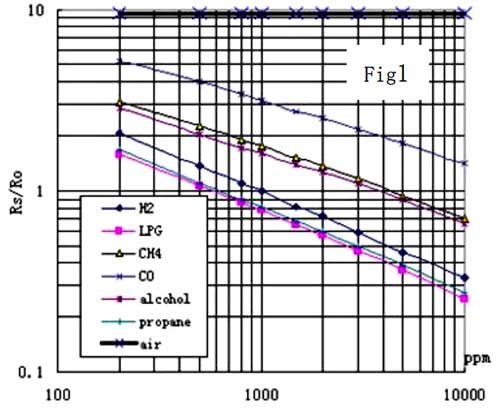 10
Fig1
Rs/Ro
1
H2
LPG
CH4
CO
alcohol
propane
air
ppm
0.1
100
1000
10000